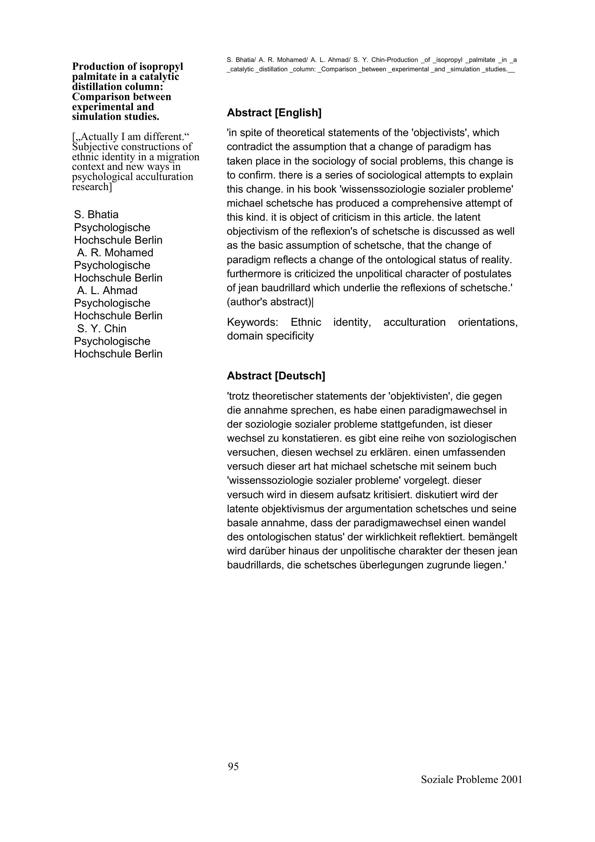 Production of isopropyl
palmitate in a catalytic
distillation column:
Comparison between
experimental and
simulation studies.
[„Actually I am different.“
Subjective constructions of
ethnic identity in a migration
context and new ways in
psychological acculturation
research]
S. Bhatia
Psychologische
Hochschule Berlin
A. R. Mohamed
Psychologische
Hochschule Berlin
A. L. Ahmad
Psychologische
Hochschule Berlin
S. Y. Chin
Psychologische
Hochschule Berlin
S. Bhatia/ A. R. Mohamed/ A. L. Ahmad/ S. Y. Chin-Production _of _isopropyl _palmitate _in _a
_catalytic _distillation _column: _Comparison _between _experimental _and _simulation _studies.__
Abstract [English]
'in spite of theoretical statements of the 'objectivists', which
contradict the assumption that a change of paradigm has
taken place in the sociology of social problems, this change is
to confirm. there is a series of sociological attempts to explain
this change. in his book 'wissenssoziologie sozialer probleme'
michael schetsche has produced a comprehensive attempt of
this kind. it is object of criticism in this article. the latent
objectivism of the reflexion's of schetsche is discussed as well
as the basic assumption of schetsche, that the change of
paradigm reflects a change of the ontological status of reality.
furthermore is criticized the unpolitical character of postulates
of jean baudrillard which underlie the reflexions of schetsche.'
(author's abstract)|
Keywords: Ethnic identity, acculturation orientations,
domain specificity
Abstract [Deutsch]
'trotz theoretischer statements der 'objektivisten', die gegen
die annahme sprechen, es habe einen paradigmawechsel in
der soziologie sozialer probleme stattgefunden, ist dieser
wechsel zu konstatieren. es gibt eine reihe von soziologischen
versuchen, diesen wechsel zu erklären. einen umfassenden
versuch dieser art hat michael schetsche mit seinem buch
'wissenssoziologie sozialer probleme' vorgelegt. dieser
versuch wird in diesem aufsatz kritisiert. diskutiert wird der
latente objektivismus der argumentation schetsches und seine
basale annahme, dass der paradigmawechsel einen wandel
des ontologischen status' der wirklichkeit reflektiert. bemängelt
wird darüber hinaus der unpolitische charakter der thesen jean
baudrillards, die schetsches überlegungen zugrunde liegen.'
95
Soziale Probleme 2001